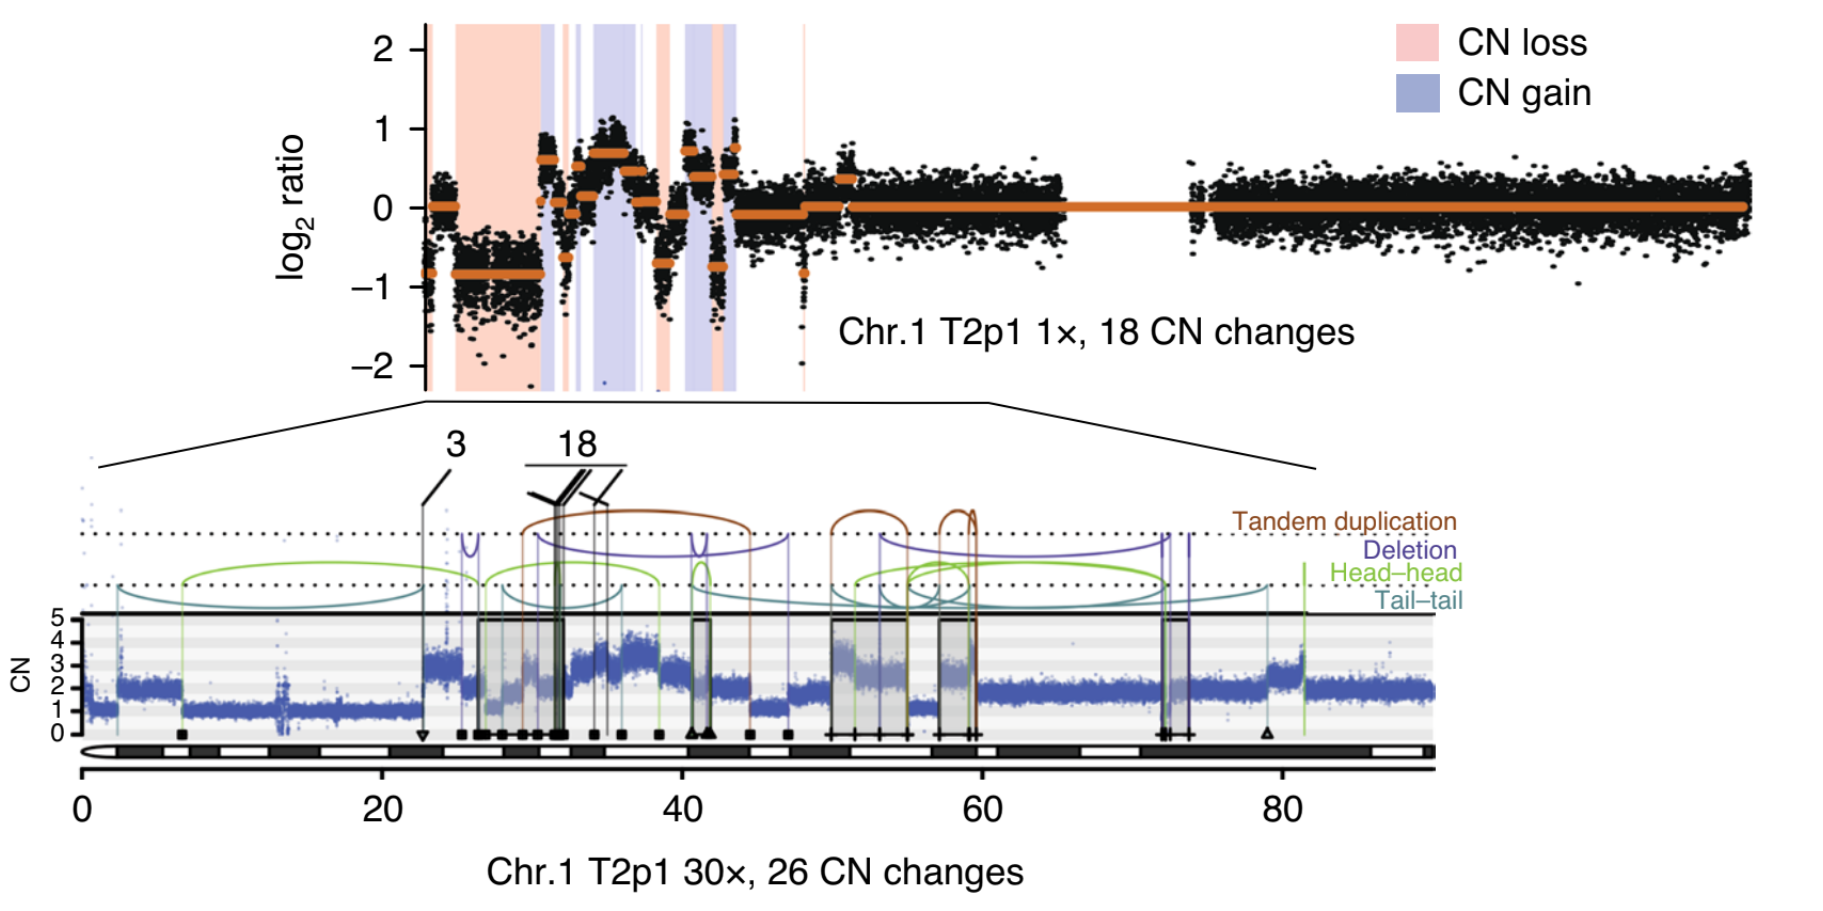 CN loss
CN gain
2
1
0
−1
−2
log2 ratio
Chr.1 T2p1 1×, 18 CN changes
3
18
Tandem duplication
Deletion
Head–head
Tail–tail
5
4
3
2
1
0
CN
0 20 40 60 80
Chr.1 T2p1 30×, 26 CN changes